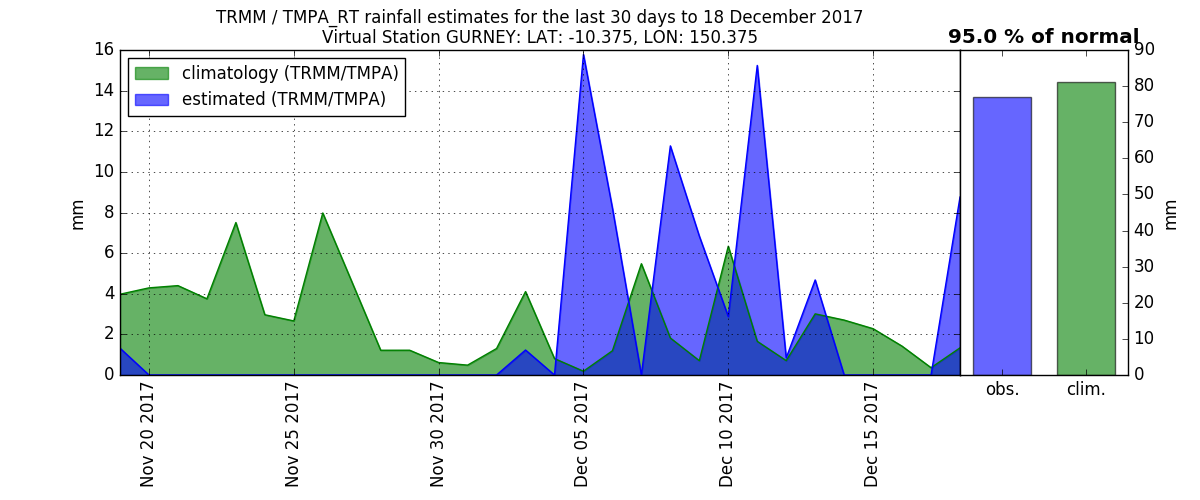 TRMM / TMPA_RT rainfall estimates for the last 30 days to 18 December 2017
Virtual Station GURNEY: LAT: -10.375, LON: 150.375
95.0 % of normal
climatology (TRMM/TMPA)
estimated (TRMM/TMPA)
16
14
12
10
8
6
4
2
0
mm
Nov 20 2017
Nov 25 2017
Nov 30 2017
Dec 05 2017
Dec 10 2017
Dec 15 2017
obs.
clim.
90
80
70
60
50
40
30
20
10
0
mm